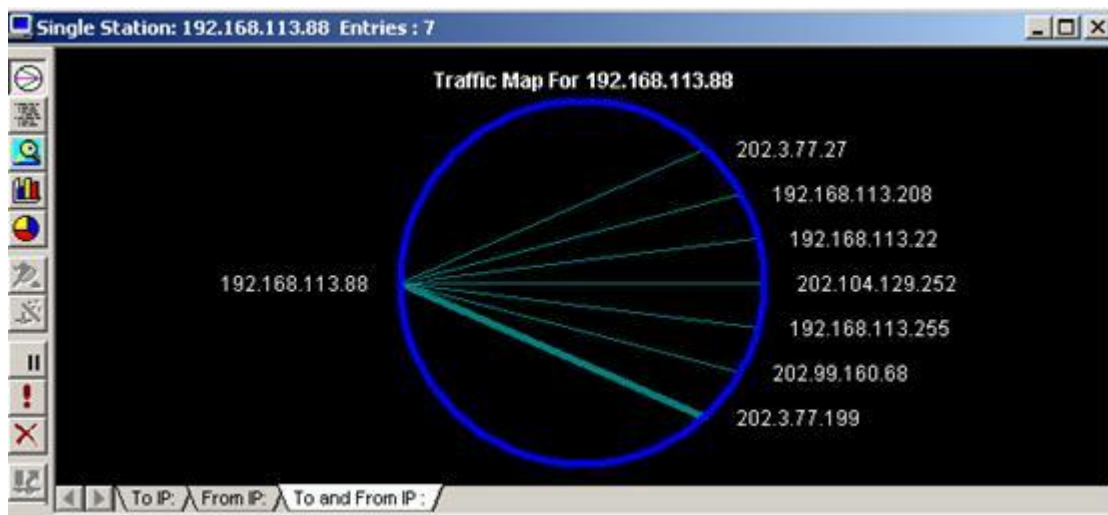 Single Station: 192.168.113.88 Entries : 7
Traffic Map For 192.168.113.88
202.3.77.27
192.168.113.208
192.168.113.22
192.168.113.88
202.104.129.252
192.168.113.255
202.99.160.68
202.3.77.199
To IP: From IP: To and From IP :